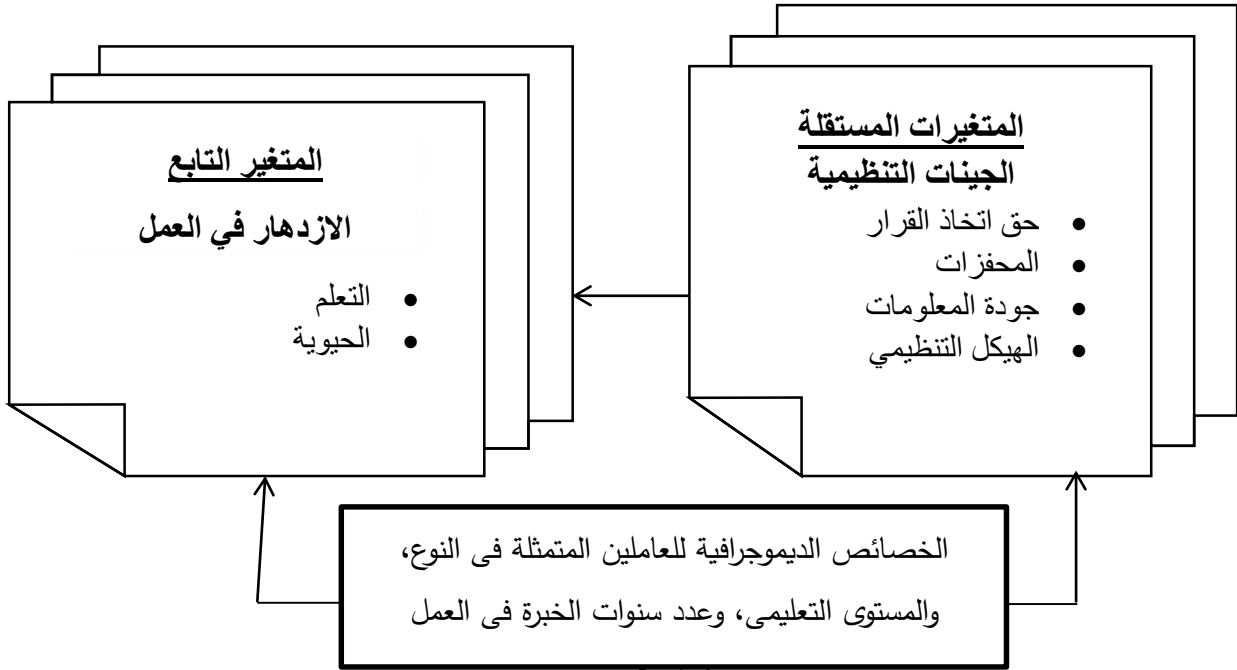 المتغيرات المستقلة
الجينات التنظيمية
• حق اتخاذ القرار
• المحفزات
• جودة المعلومات
• الهيكل التنظيمي
المتغير التابع
الازدهار في العمل
• التعلم
• الحيوية
الخصائص الديموجرافية للعاملين المتمثلة فى النوع،
والمستوى التعليمى، وعدد سنوات الخبرة فى العمل